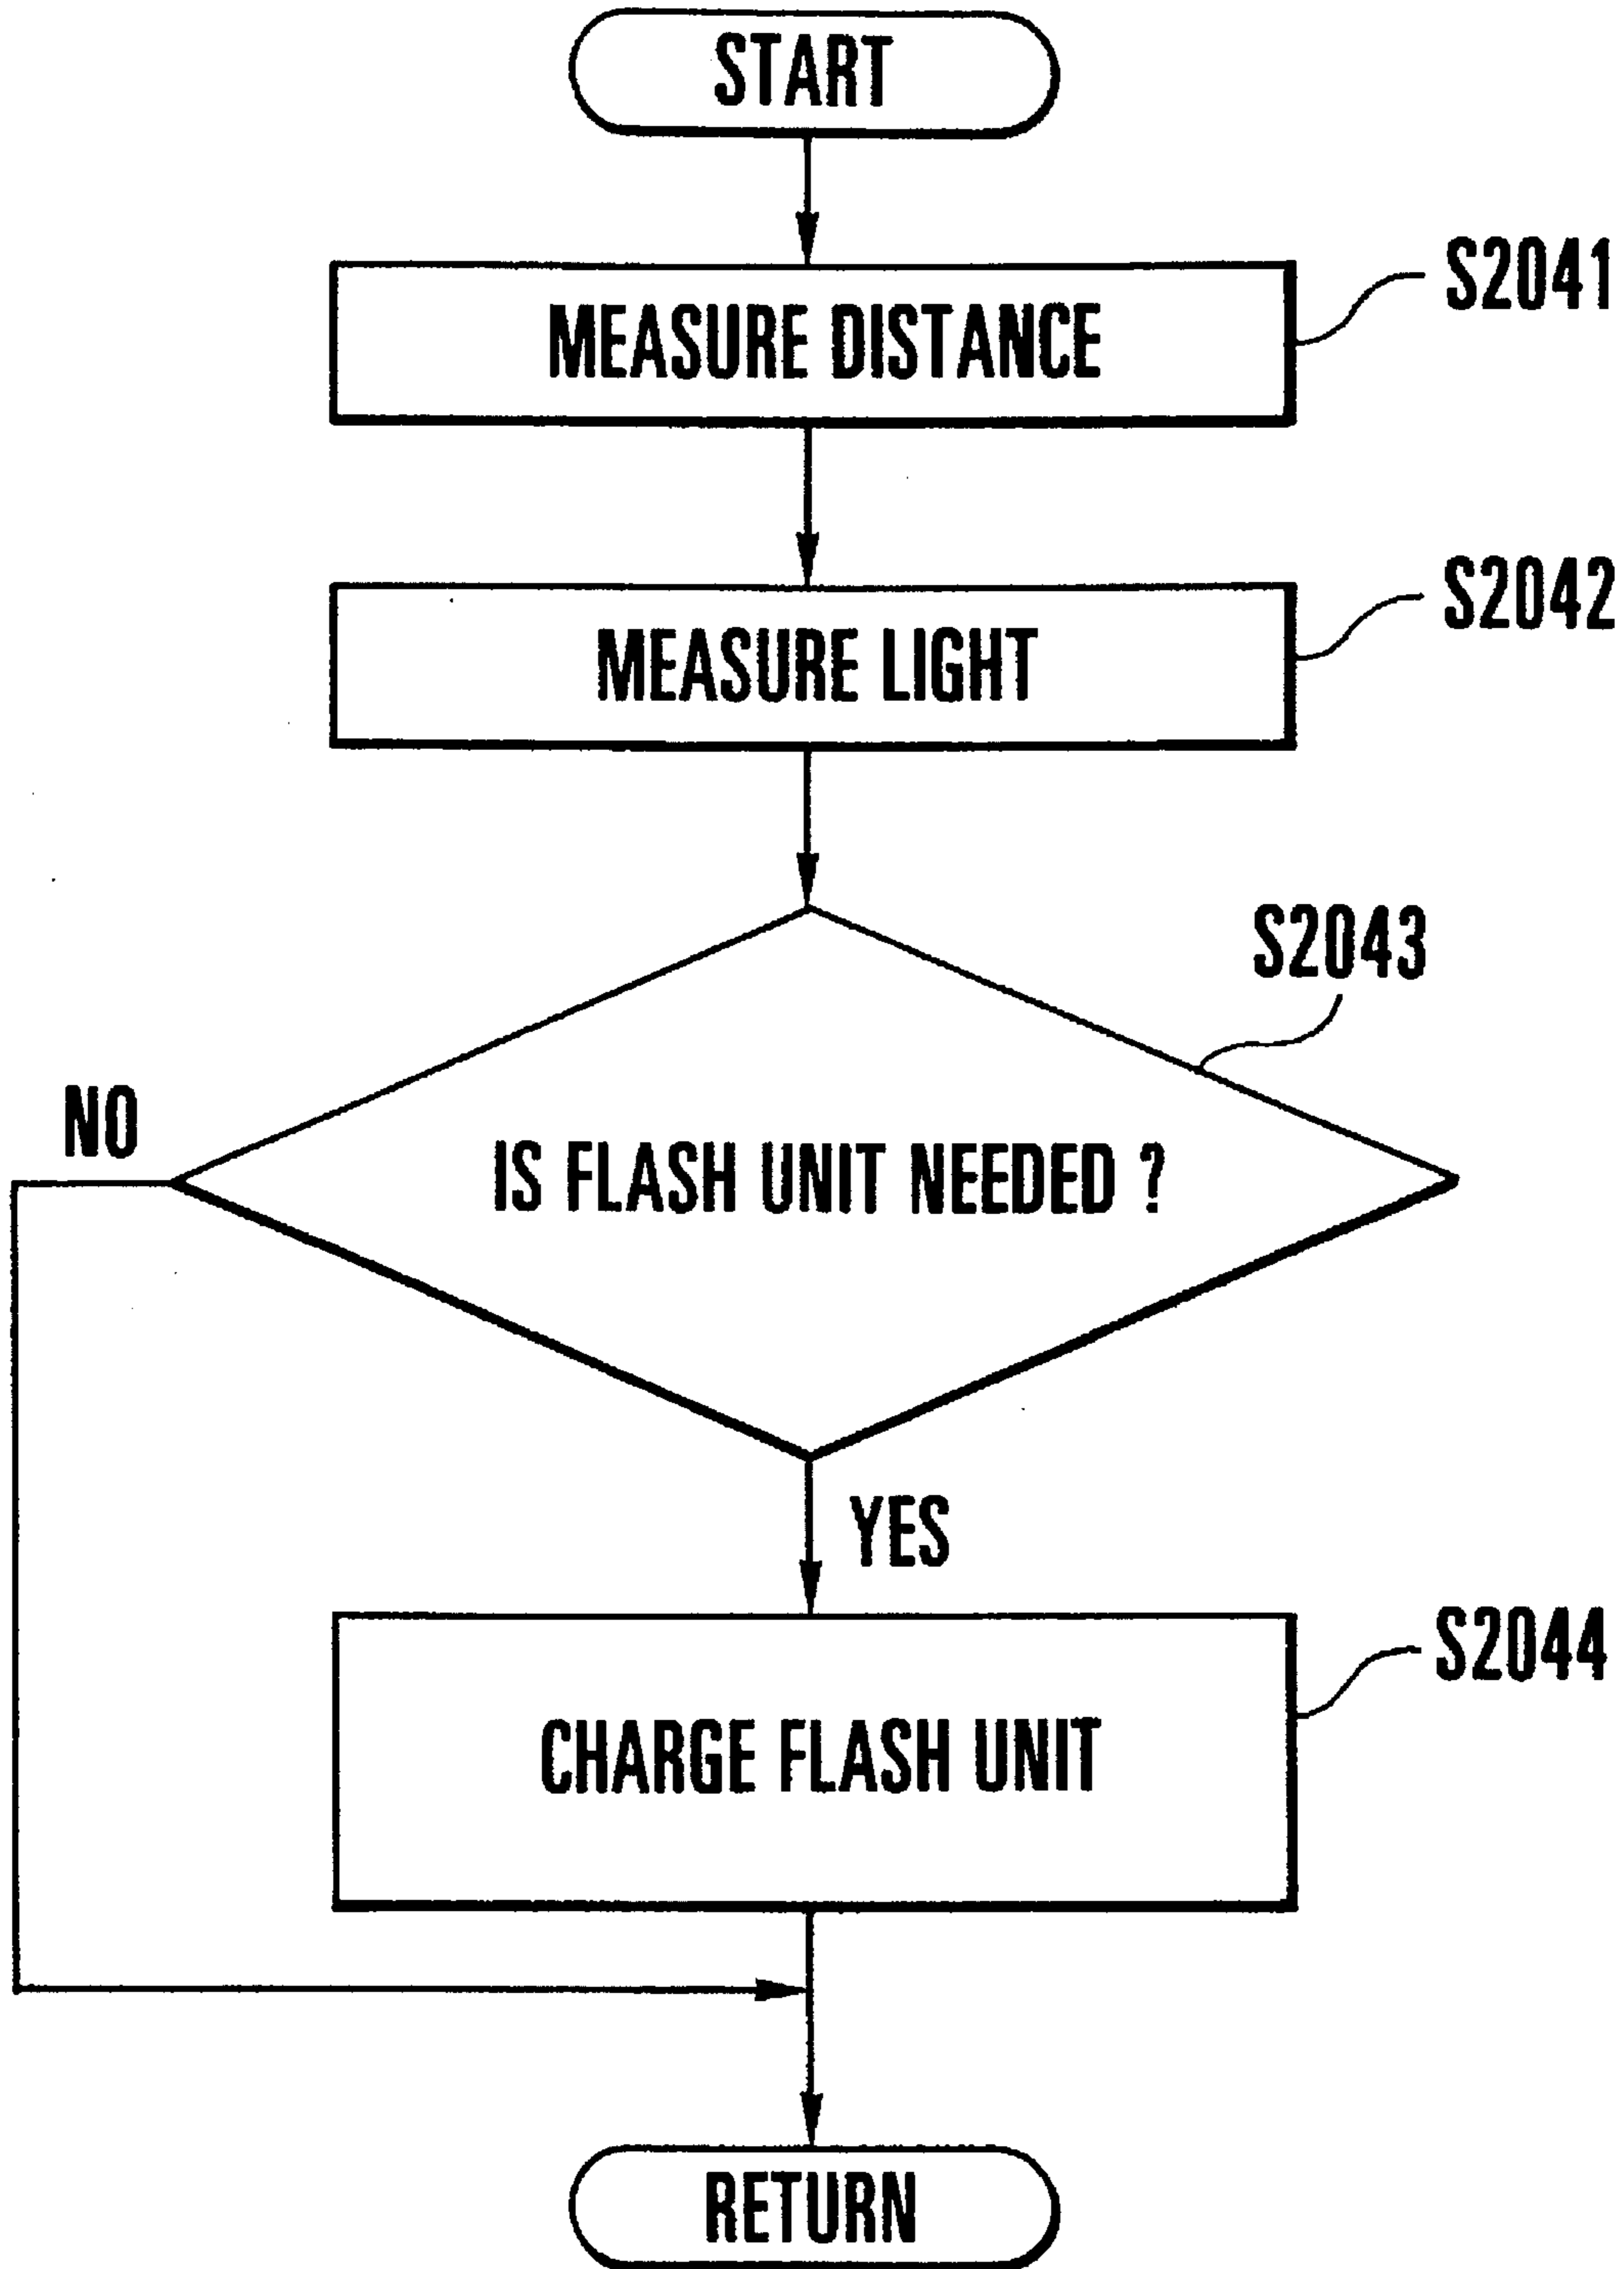 START
MEASURE DISTANCE
S2041
MEASURE LIGHT
S2042
S2043
NO
IS FLASH UNIT NEEDED ?
YES
CHARGE FLASH UNIT
S2044
RETURN